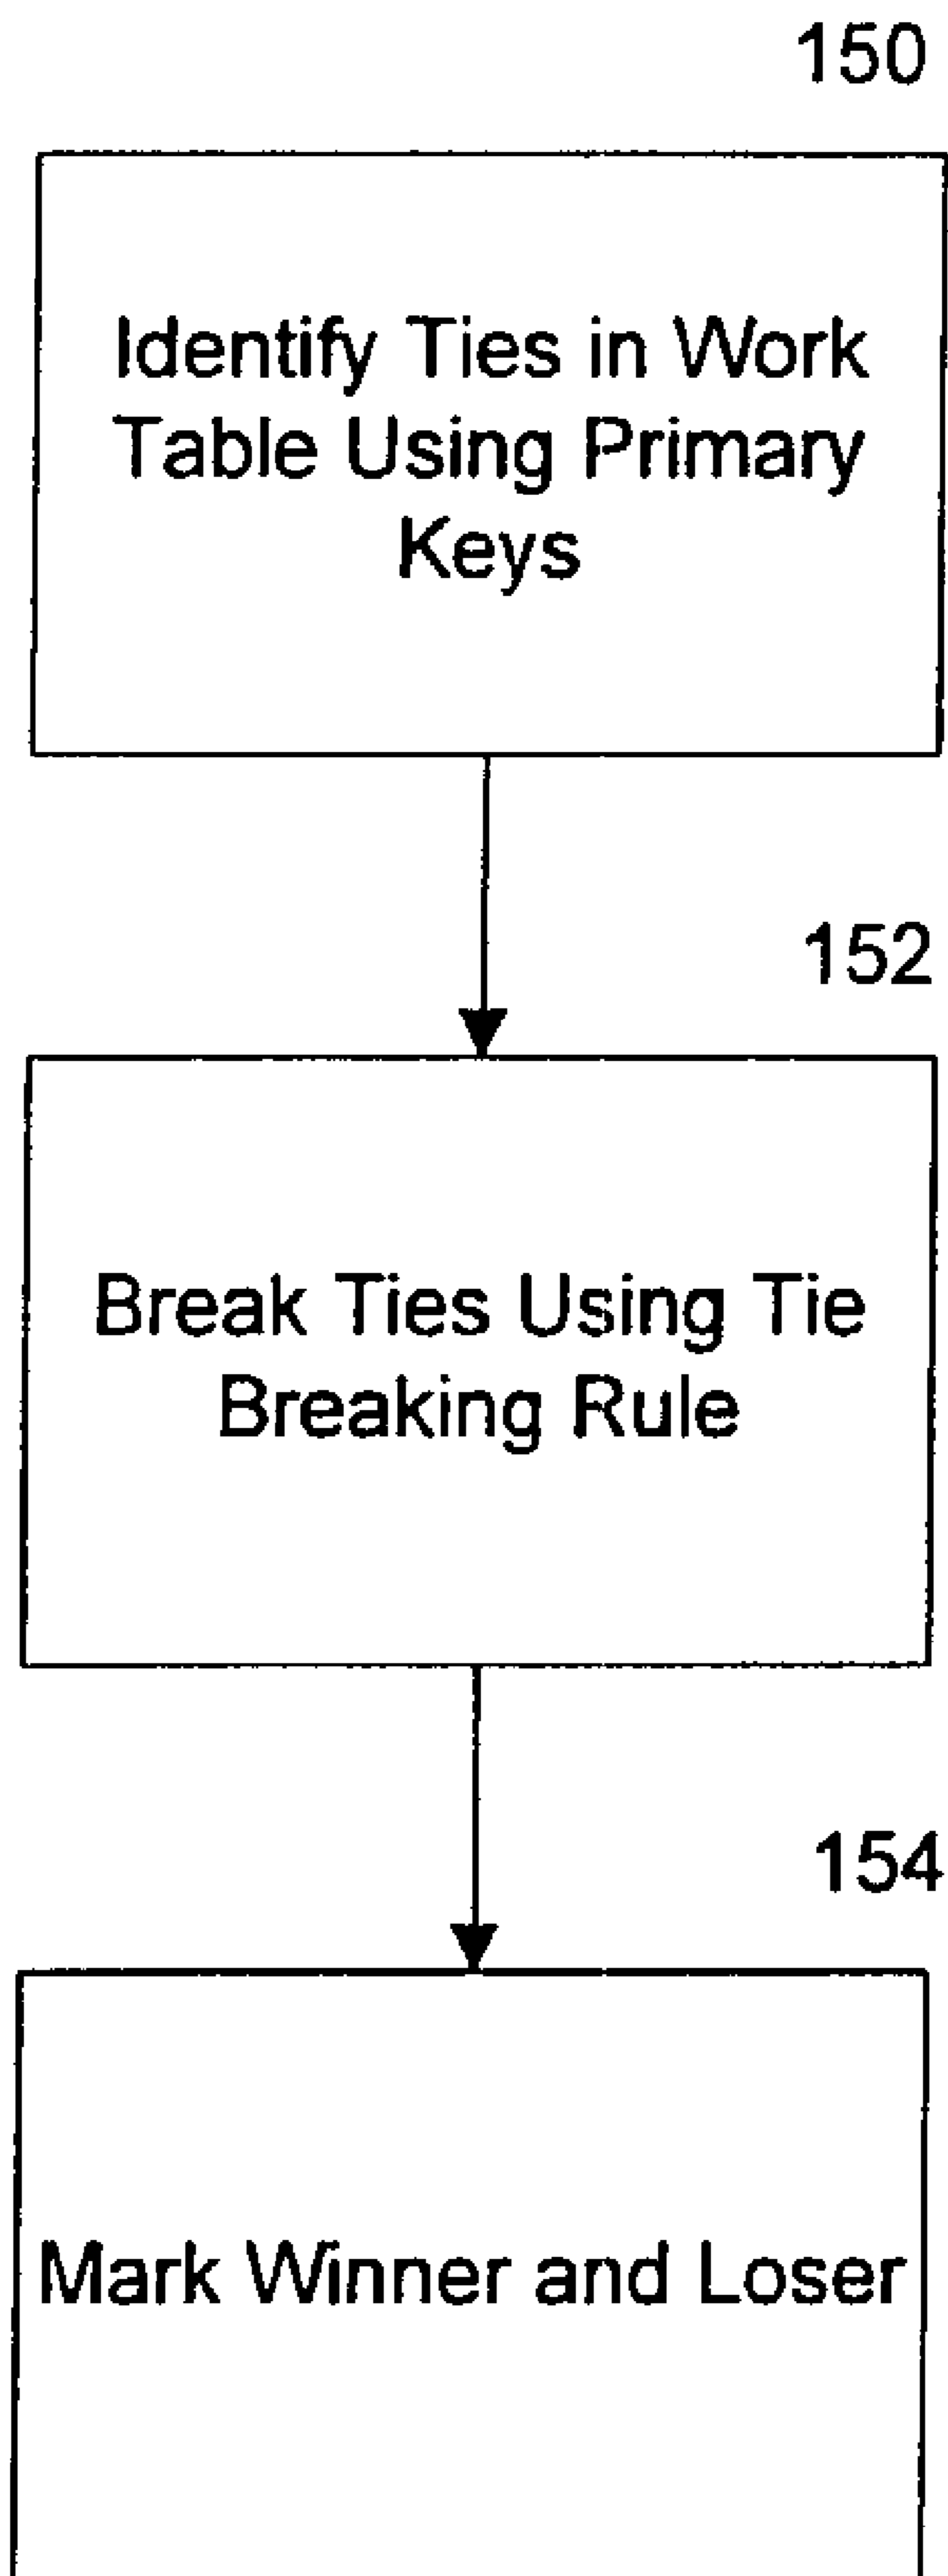 150
Identify Ties in Work
Table Using Primary
Keys
152
Break Ties Using Tie
Breaking Rule
154
Mark Winner and Loser